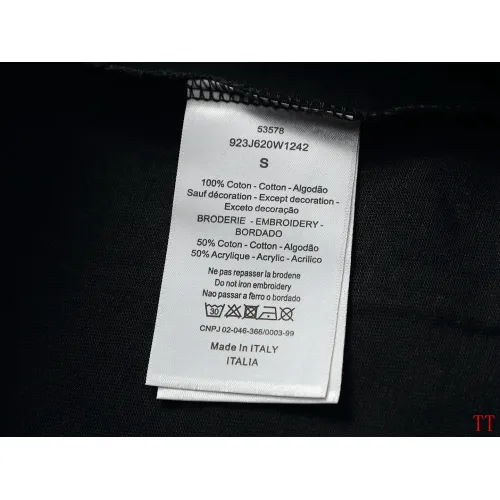 53578
923J620W1242
S
100% Coton - Cotton - Algodão
Sauf décoration - Except decoration -
Exceto decoração
BRODERIE - EMBROIDERY -
BORDADO
50% Coton - Cotton - Algodão
50% Acrylique - Acrylic - Acrilico
Ne pas repasser la brodene
Do not iron embroidery
Nao passar a ferro o bordado
30
CNPJ 02-046-366/0003-99
Made In ITALY
ITALIA
TT